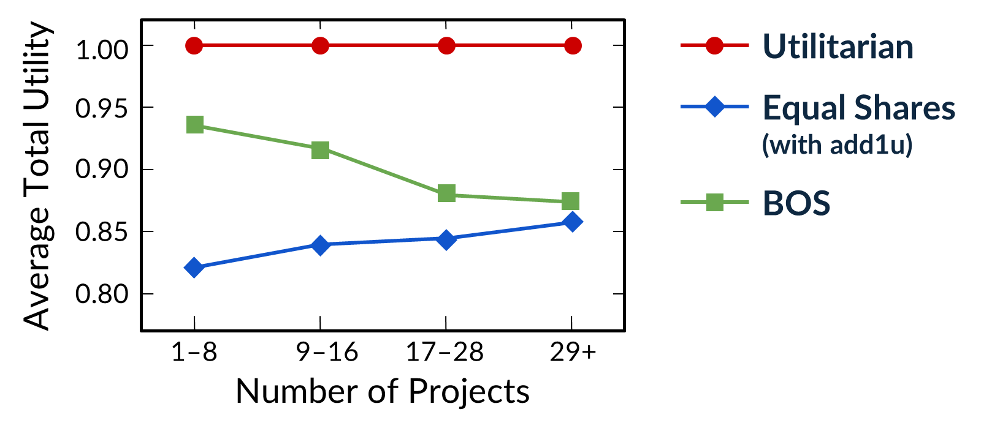 Average Total Utility
1.00
0.95
0.90
0.85
0.80
1–8
9–16
17–28
29+
Number of Projects
Utilitarian
Equal Shares
(with add1u)
BOS